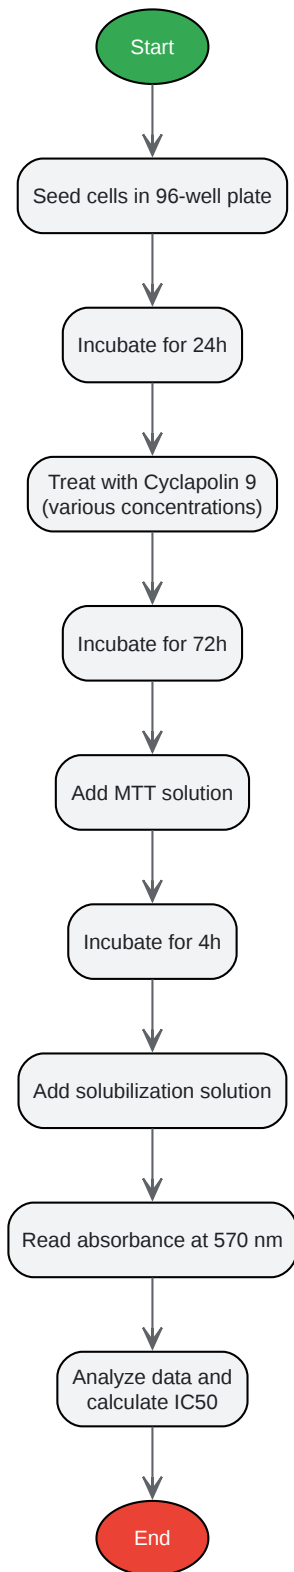 Start
Seed cells in 96-well plate
Incubate for 24h
Treat with Cyclapolin 9
(various concentrations)
Incubate for 72h
Add MTT solution
Incubate for 4h
Add solubilization solution
Read absorbance at 570 nm
Analyze data and
calculate IC50
End